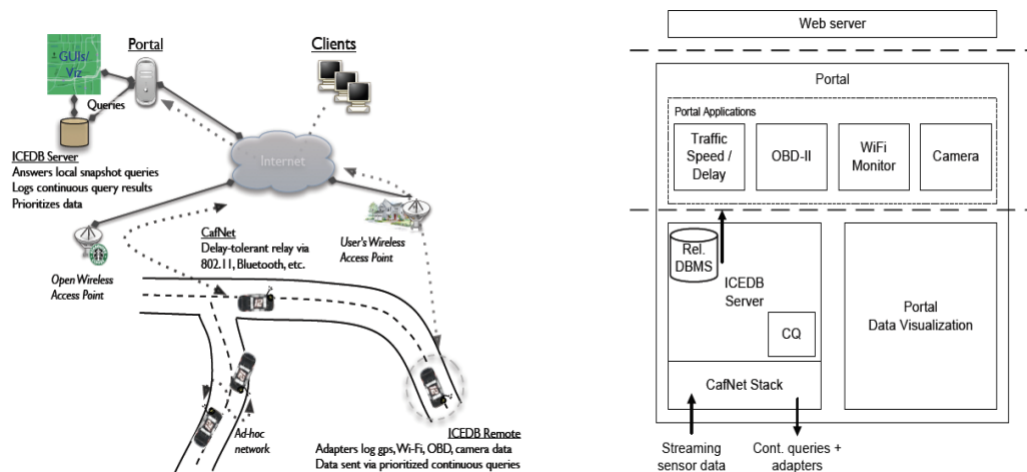 Portal
Clients
GUIs/
Viz
Queries
ICEDB Server
Answers local snapshot queries
Logs continuous query results
Prioritizes data
Internet
Open Wireless
Access Point
CafNet
Delay-tolerant relay via
802.11, Bluetooth, etc.
User's Wireless
Access Point
Ad-hoc
network
ICEDB Remote
Adapters log gps, Wi-Fi, OBD, camera data
Data sent via prioritized continuous queries
Web server
Portal
Portal Applications
Traffic
Speed /
Delay
OBD-II
WiFi
Monitor
Camera
Rel.
DBMS
ICEDB
Server
CQ
CafNet Stack
Portal
Data Visualization
Streaming
sensor data
Cont. queries +
adapters